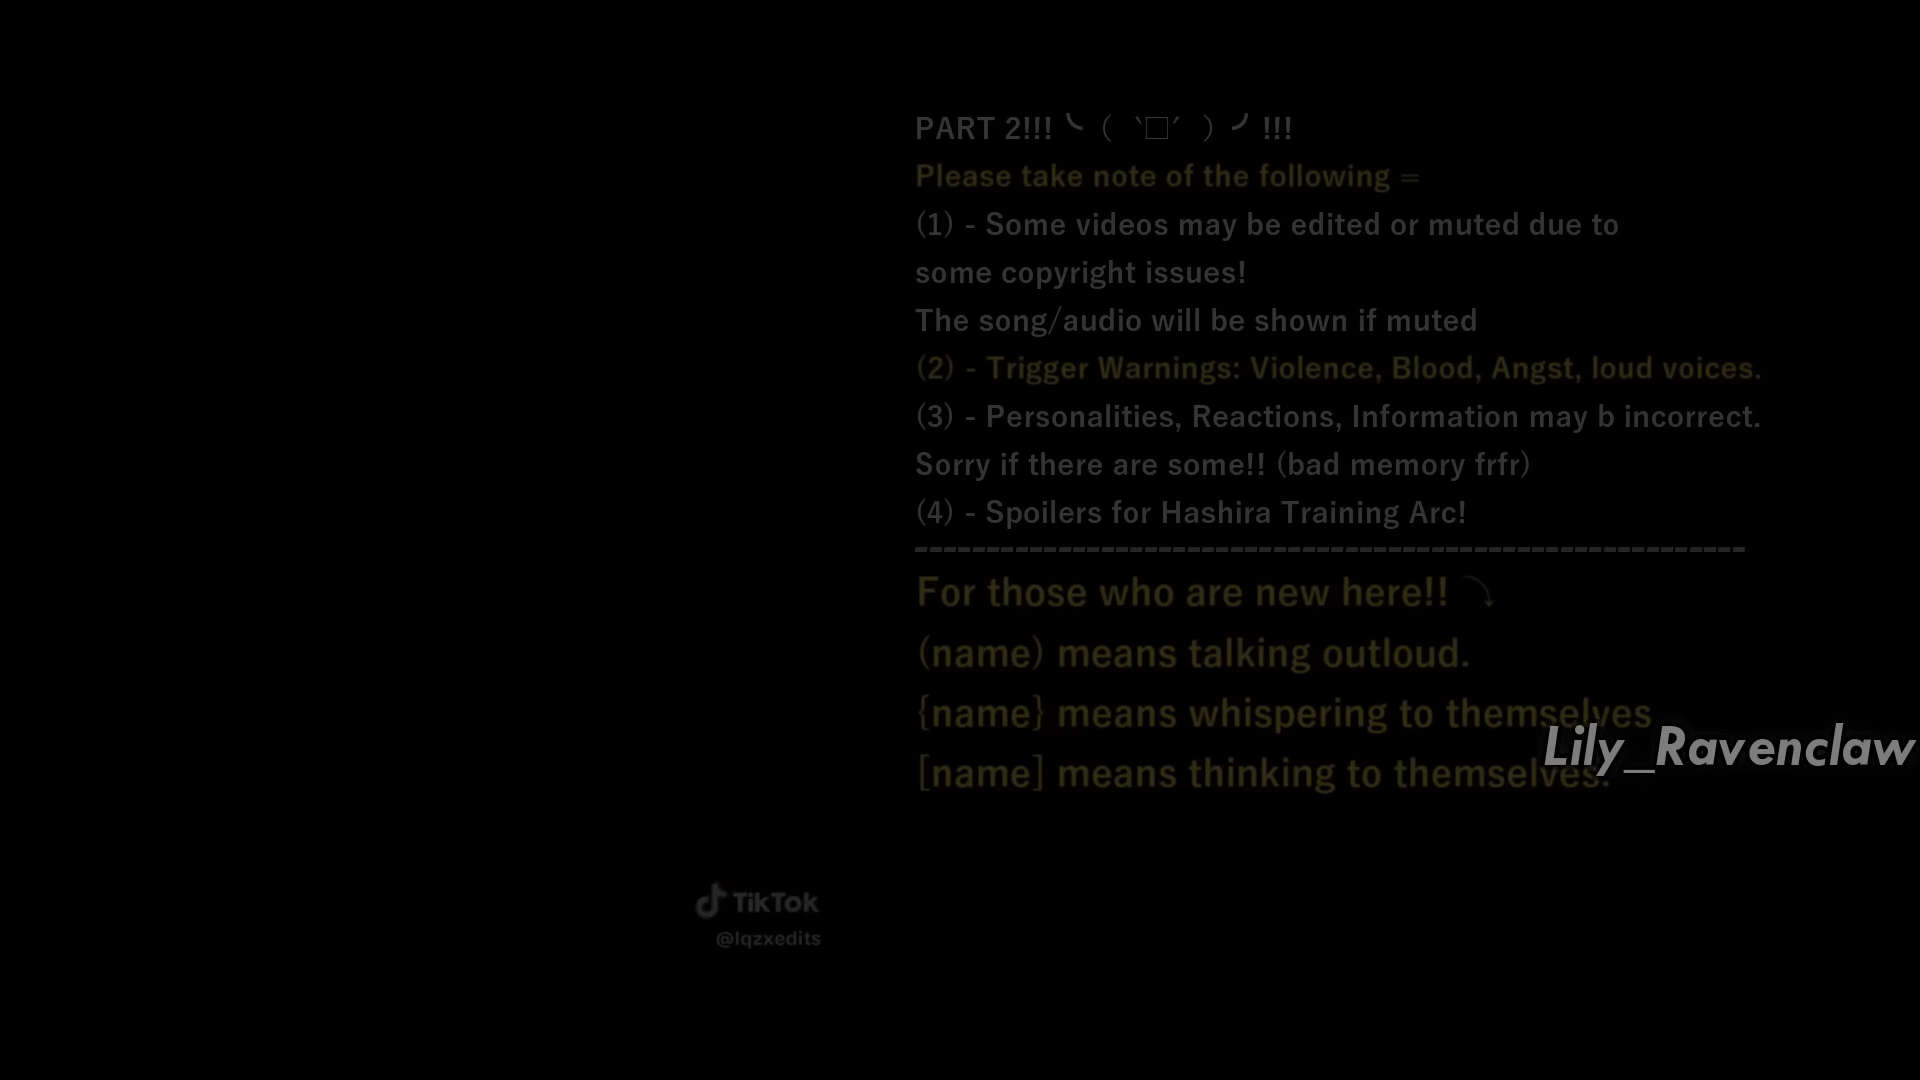 PART 2!!! ╰ ( ‵□′ ) ╯ !!!
Please take note of the following =
(1) - Some videos may be edited or muted due to
some copyright issues!
The song/audio will be shown if muted
(2) - Trigger Warnings: Violence, Blood, Angst, loud voices.
(3) - Personalities, Reactions, Information may b incorrect.
Sorry if there are some!! (bad memory frfr)
(4) - Spoilers for Hashira Training Arc!
----------------------------------------------------------
For those who are new here!! ⤵
(name) means talking outloud.
{name} means whispering to themselves
Lily_Ravenclaw
[name] means thinking to themselves.
TikTok
@lqzxedits